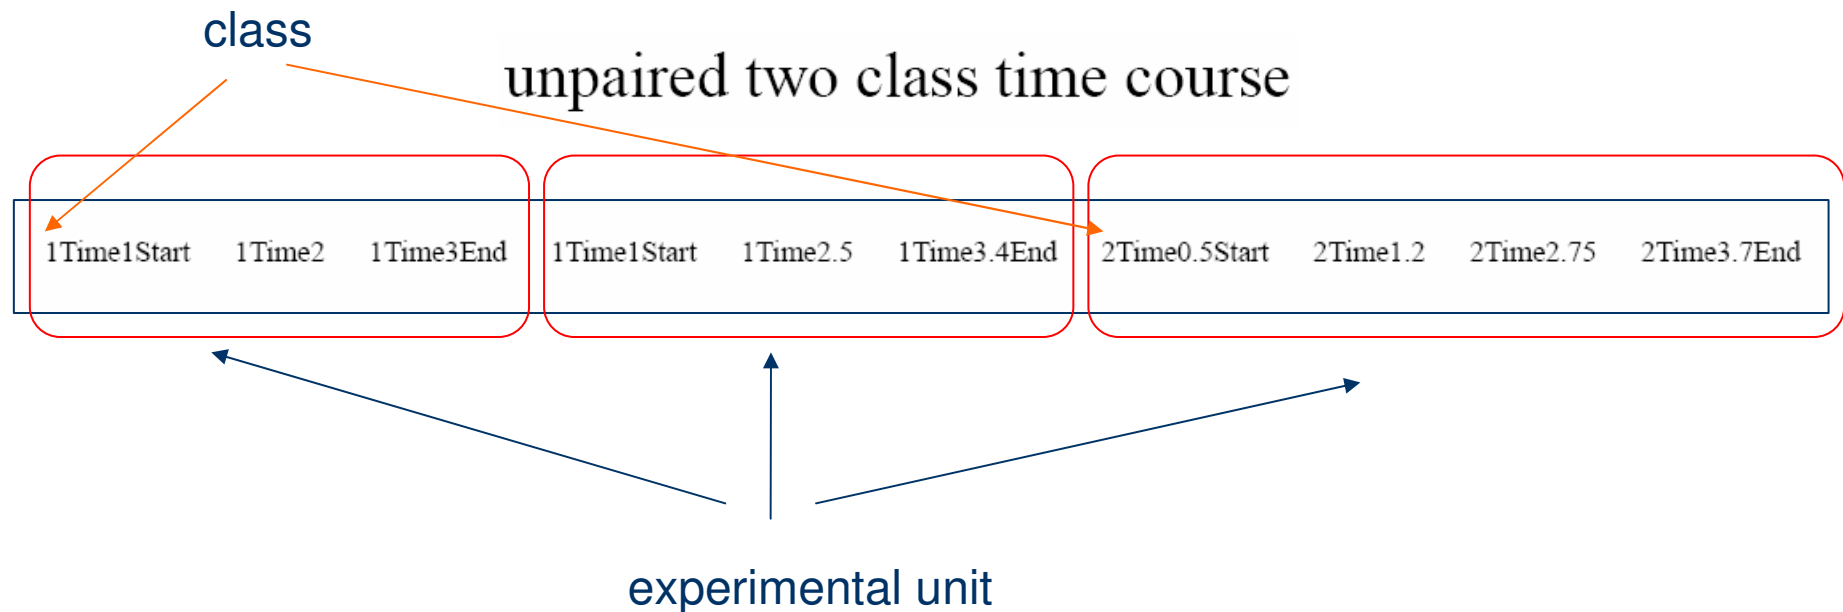 class
unpaired two class time course
1Time1Start 1Time2 1Time3End 1Time1Start 1Time2.5 1Time3.4End 2Time0.5Start 2Time1.2 2Time2.75 2Time3.7End
experimental unit